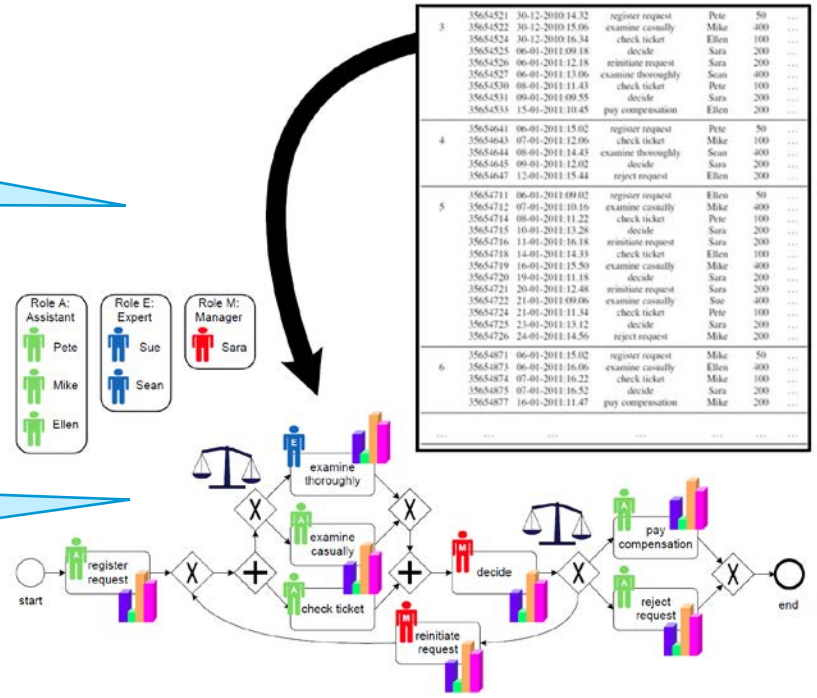 35654521 30-12-2010:14.32 register request Pete 50 ...
3 35654522 30-12-2010:15.06 examine casually Mike 400 ...
35654524 30-12-2010:16.34 check ticket Ellen 100 ...
35654525 06-01-2011:09.18 decide Sara 200 ...
35654526 06-01-2011:12.18 reinitiate request Sara 200 ...
35654527 06-01-2011:13.06 examine thoroughly Sean 400 ...
35654530 08-01-2011:11.43 check ticket Pete 100 ...
35654531 09-01-2011:09.55 decide Sara 200 ...
35654533 15-01-2011:10.45 pay compensation Ellen 200 ...
35654641 06-01-2011:15.02 register request Pete 50 ...
4 35654643 07-01-2011:12.06 check ticket Mike 100 ...
35654644 08-01-2011:14.43 examine thoroughly Sean 400 ...
35654645 09-01-2011:12.02 decide Sara 200 ...
35654647 12-01-2011:15.44 reject request Ellen 200 ...
35654711 06-01-2011:09.02 register request Ellen 50 ...
5 35654712 07-01-2011:10.16 examine casually Mike 400 ...
35654714 08-01-2011:11.22 check ticket Pete 100 ...
35654715 10-01-2011:13.28 decide Sara 200 ...
35654716 11-01-2011:16.18 reinitiate request Sara 200 ...
35654718 14-01-2011:14.33 check ticket Ellen 100 ...
35654719 16-01-2011:15.50 examine casually Mike 400 ...
35654720 19-01-2011:11.18 decide Sara 200 ...
35654721 20-01-2011:12.48 reinitiate request Sara 200 ...
35654722 21-01-2011:09.06 examine casually Sue 400 ...
35654724 21-01-2011:11.34 check ticket Pete 100 ...
35654725 23-01-2011:13.12 decide Sara 200 ...
35654726 24-01-2011:14.56 reject request Mike 200 ...
35654871 06-01-2011:15.02 register request Mike 50 ...
6 35654873 06-01-2011:16.06 examine casually Ellen 400 ...
35654874 07-01-2011:16.22 check ticket Mike 100 ...
35654875 07-01-2011:16.52 decide Sara 200 ...
35654877 16-01-2011:11.47 pay compensation Mike 200 ...
... ... ... ... ... ... ...
Role A:
Assistant
Pete
Mike
Ellen
Role E:
Expert
Sue
Sean
Role M:
Manager
Sara
E
examine
thoroughly
A
examine
casually
A
check ticket
A
register
request
start
X
+
X
X
+
M
decide
M
reinitiate
request
X
A
pay
compensation
A
reject
request
X
end